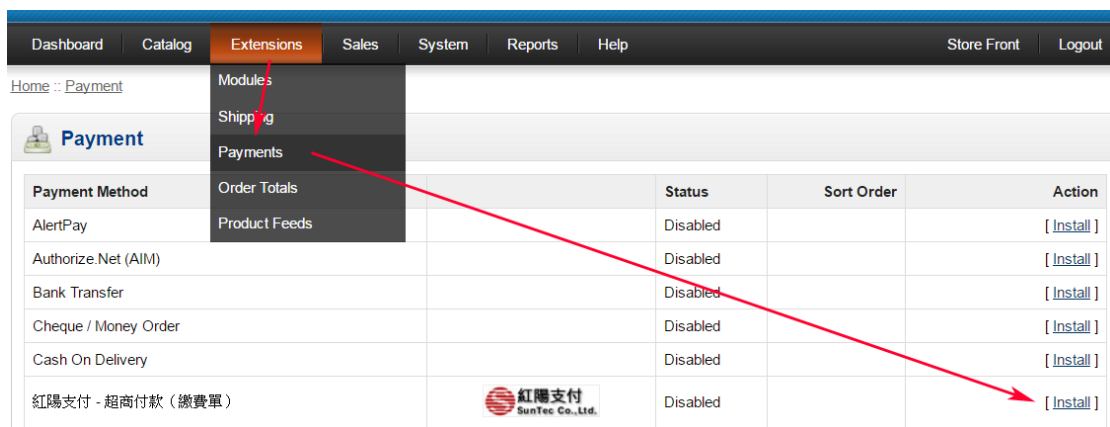 Dashboard Catalog Extensions Sales System Reports Help Store Front Logout
Home :: Payment
Modules
Shipping
Payments
Order Totals
Product Feeds
Payment
Payment Method Status Sort Order Action
AlertPay Disabled [ Install ]
Authorize.Net (AIM) Disabled [ Install ]
Bank Transfer Disabled [ Install ]
Cheque / Money Order Disabled [ Install ]
Cash On Delivery Disabled [ Install ]
紅陽支付 - 超商付款（繳費單） 紅陽支付 Disabled [ Install ]
SunTec Co.,Ltd.